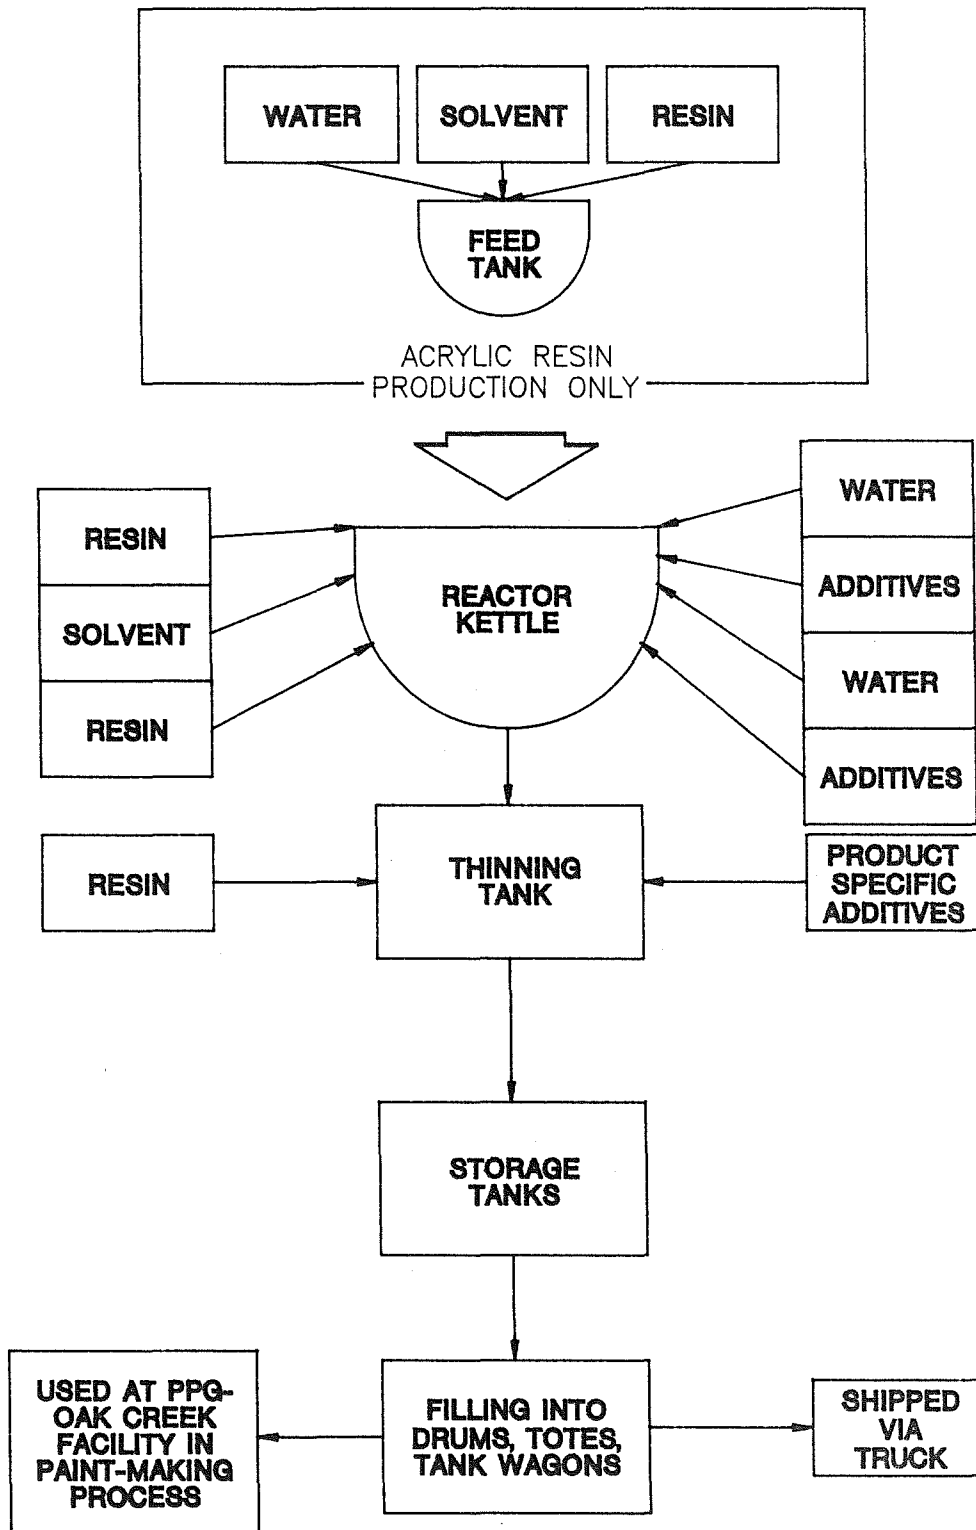 WATER
SOLVENT
RESIN
FEED
TANK
ACRYLIC RESIN
PRODUCTION ONLY
RESIN
SOLVENT
RESIN
REACTOR
KETTLE
WATER
ADDITIVES
WATER
ADDITIVES
RESIN
THINNING
TANK
PRODUCT
SPECIFIC
ADDITIVES
STORAGE
TANKS
USED AT PPG-
OAK CREEK
FACILITY IN
PAINT-MAKING
PROCESS
FILLING INTO
DRUMS, TOTES,
TANK WAGONS
SHIPPED
VIA
TRUCK